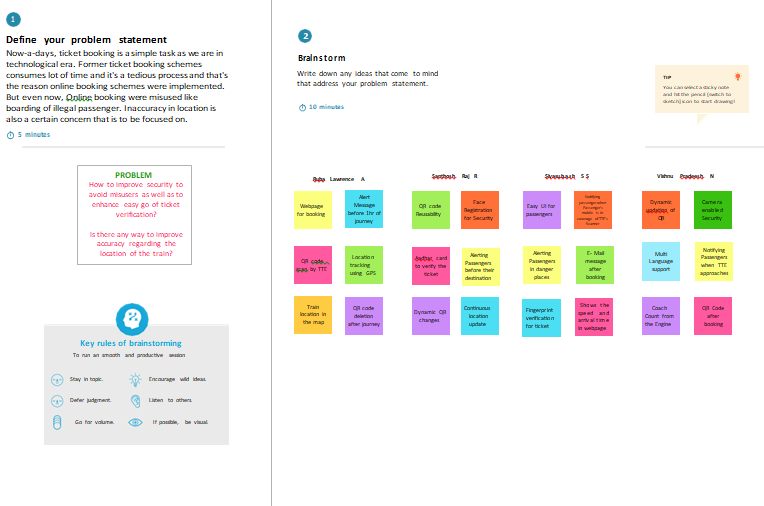 1
Define your problem statement
Now-a-days, ticket booking is a simple task as we are in
technological era. Former ticket booking schemes
consumes lot of time and it's a tedious process and that's
the reason online booking schemes were implemented.
But even now, Online booking were misused like
boarding of illegal passenger. Inaccuracy in location is
also a certain concern that is to be focused on.
5 minutes
PROBLEM
How to improve security to
avoid misusers as well as to
enhance easy go of ticket
verification?
Is there any way to improve
accuracy regarding the
location of the train?
Key rules of brainstorming
To run an smooth and productive session
Stay in topic.
Encourage wild ideas.
Defer judgment.
Listen to others.
Go for volume.
If possible, be visual.
2
Brainstorm
Write down any ideas that come to mind
that address your problem statement.
10 minutes
TIP
You can select a sticky note
and hit the pencil [switch to
sketch] icon to start drawing!
Lawrence A
Santhosh Raj R
S S
Vishnu Pradeesh N
Webpage
for booking
Alert
Message
before 1hr of
journey
QR code
Reusability
Face
Registration
for Security
Easy UI for
passengers
Dynamic
updation of
QR
Camera
enabled
Security
QR code
scan by TTE
Location
tracking
using GPS
card
to verify the
ticket
Alerting
Passengers
before their
destination
Alerting
Passengers
in danger
places
E- Mail
message
after
booking
Multi
Language
support
Notifying
Passengers
when TTE
approaches
Train
location in
the map
QR code
deletion
after journey
Dynamic QR
changes
Continuous
location
update
Fingerprint
verification
for ticket
Shows the
speed and
arrival time
in webpage
Coach
Count from
the Engine
QR Code
after
booking